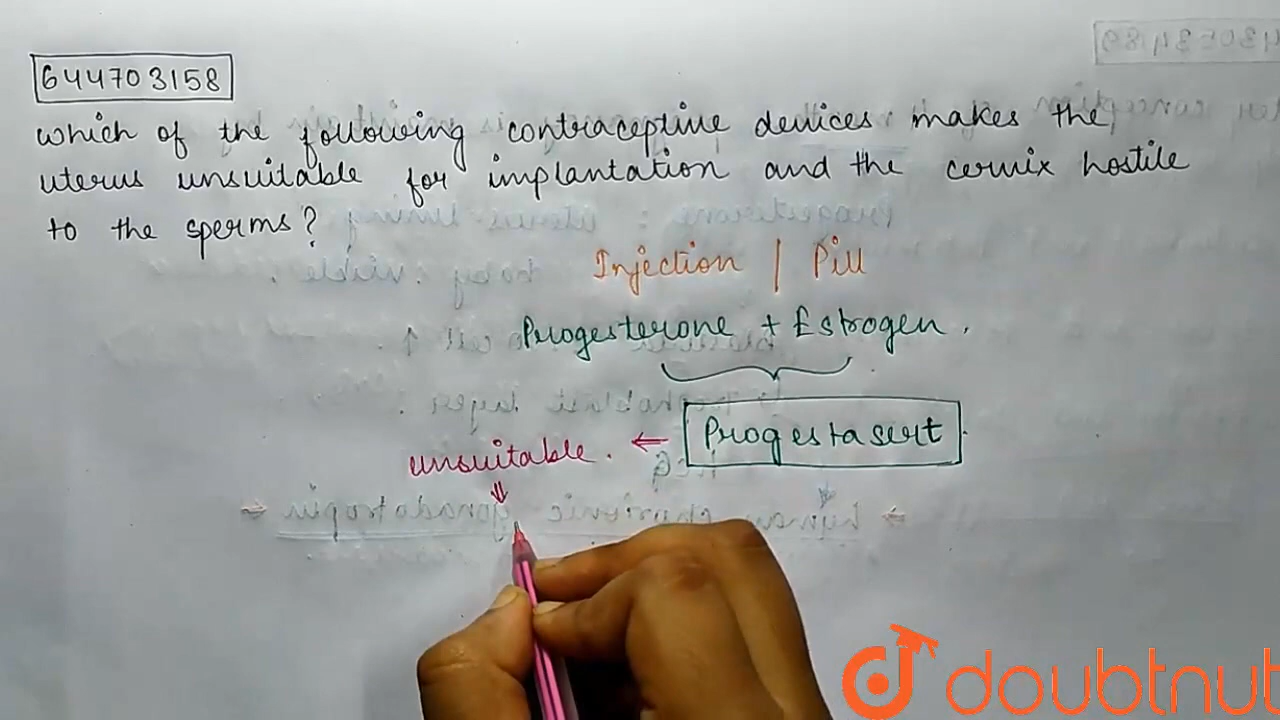 644703158
which of the following contraceptive devices makes the
uterus unsuitable for implantation and the cervix hostile
to the sperms?
Injection / Pill
Progesterone + Estrogen.
Progestasert
← unsuitable.
doubtnut